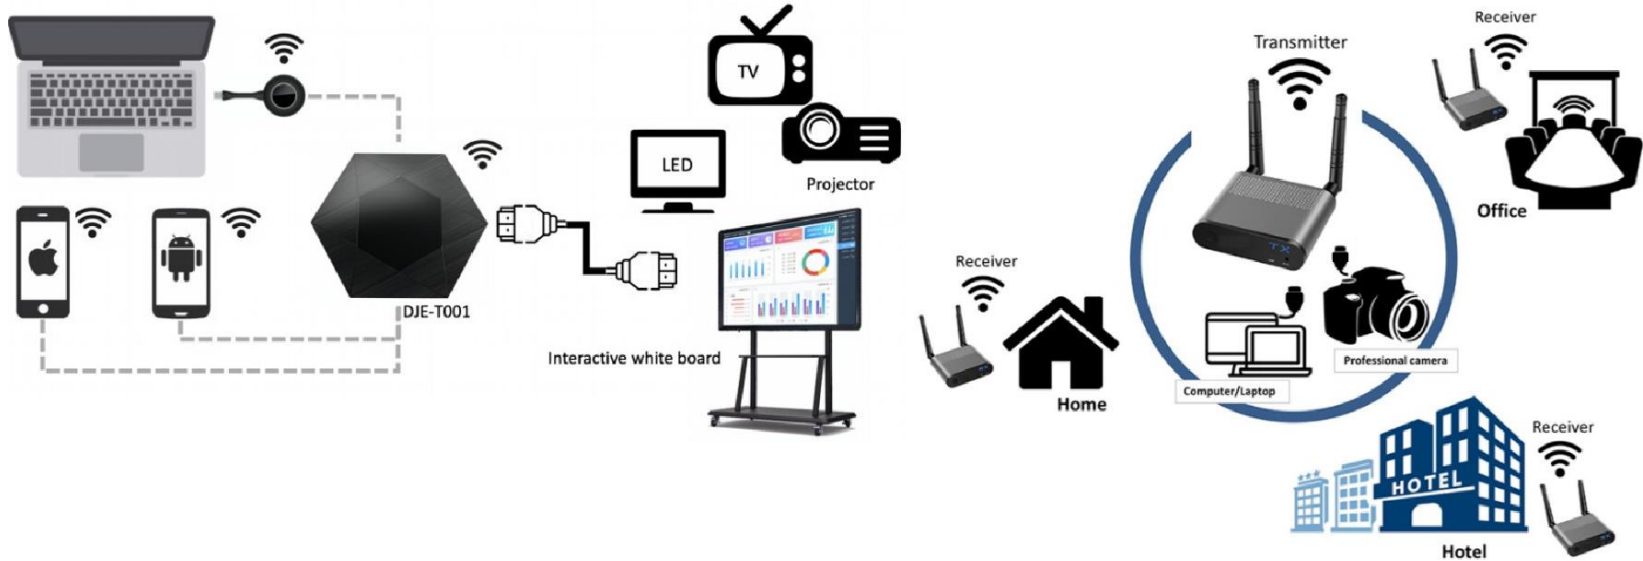 TV
LED
Projector
DJE-T001
Interactive white board
Transmitter
TX
Receiver
Office
Receiver
Home
Professional camera
Computer/Laptop
Receiver
HOTEL
Hotel